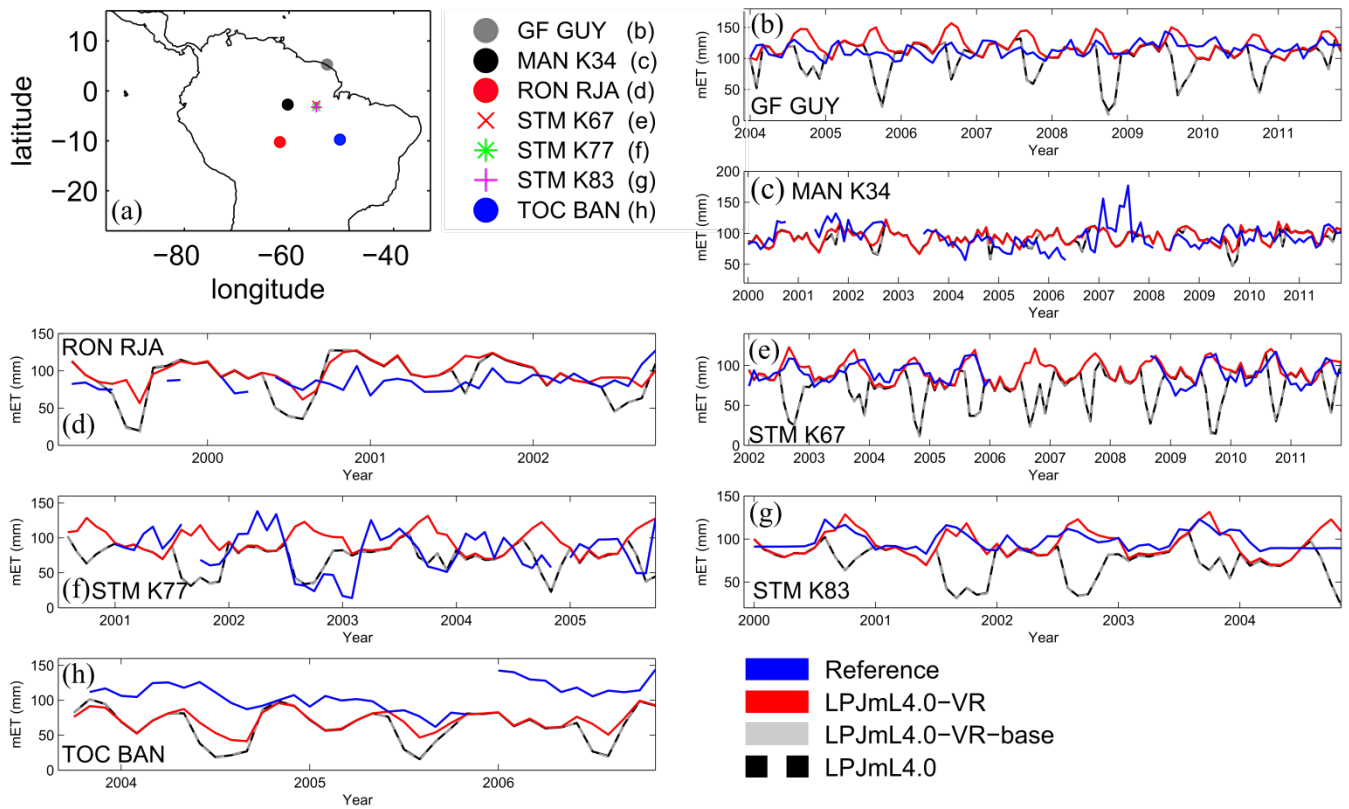 10
0
−10
−20
latitude
(a)
−80
−60
−40
longitude
GF GUY (b)
MAN K34 (c)
RON RJA (d)
STM K67 (e)
STM K77 (f)
STM K83 (g)
TOC BAN (h)
(b)
150
100
50
0
mET (mm)
GF GUY
2004 2005 2006 2007 2008 2009 2010 2011
Year
200
150
100
50
mET (mm)
(c) MAN K34
2000 2001 2002 2003 2004 2005 2006 2007 2008 2009 2010 2011
Year
150
100
50
0
mET (mm)
RON RJA
(d)
2000 2001 2002
Year
(e)
100
50
0
mET (mm)
STM K67
2002 2003 2004 2005 2006 2007 2008 2009 2010 2011
Year
150
100
50
0
mET (mm)
(f) STM K77
2001 2002 2003 2004 2005
Year
(g)
150
100
50
0
mET (mm)
STM K83
2000 2001 2002 2003 2004
Year
(h)
150
100
50
0
mET (mm)
TOC BAN
2004 2005 2006
Year
Reference
LPJmL4.0−VR
LPJmL4.0−VR−base
LPJmL4.0